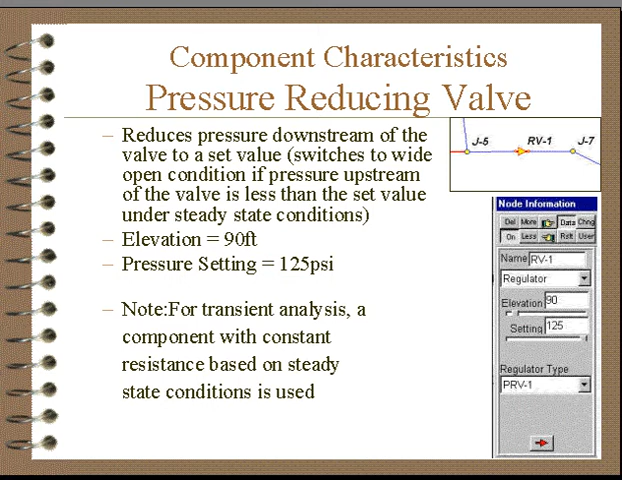 Component Characteristics
Pressure Reducing Valve
– Reduces pressure downstream of the
valve to a set value (switches to wide
open condition if pressure upstream
of the valve is less than the set value
under steady state conditions)
– Elevation = 90ft
– Pressure Setting = 125psi
– Note:For transient analysis, a
component with constant
resistance based on steady
state conditions is used
J-5 RV-1 J-7
Node Information
Del More Data Chng
On Less Rslt User
Name RV-1
Regulator
Elevation 90
Setting 125
Regulator Type
PRV-1